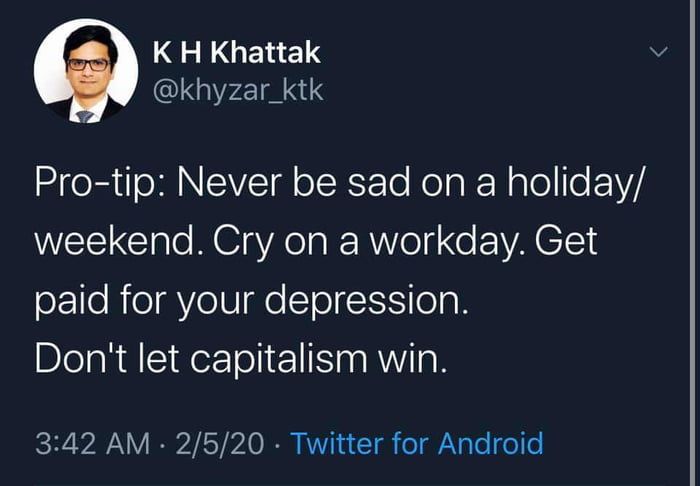 K H Khattak
@khyzar_ktk
Pro-tip: Never be sad on a holiday/
weekend. Cry on a workday. Get
paid for your depression.
Don't let capitalism win.
3:42 AM · 2/5/20 · Twitter for Android